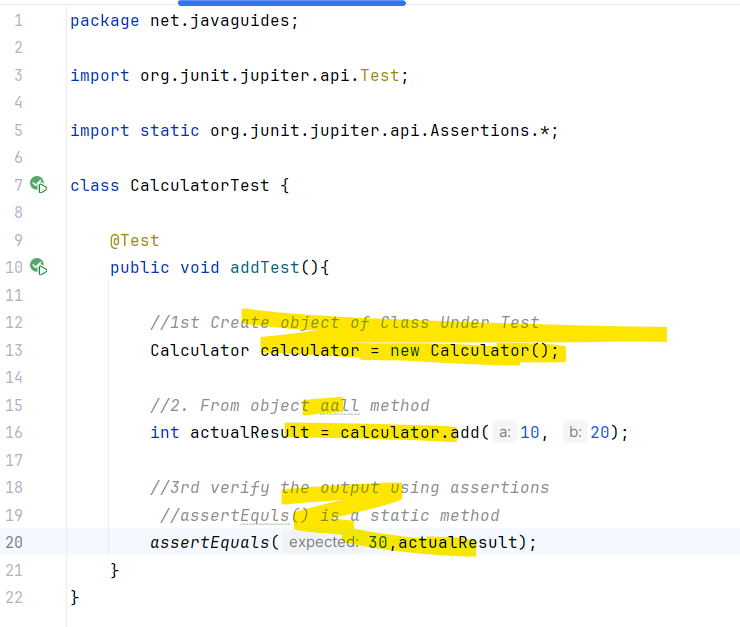 1 package net.javaguides;
2
3 import org.junit.jupiter.api.Test;
4
5 import static org.junit.jupiter.api.Assertions.*;
6
7 class CalculatorTest {
8
9 @Test
10 public void addTest(){
11
12 //1st Create object of Class Under Test
13 Calculator calculator = new Calculator();
14
15 //2. From object aall method
16 int actualResult = calculator.add( a: 10, b: 20);
17
18 //3rd verify the output using assertions
19 //assertEquls() is a static method
20 assertEquals( expected: 30,actualResult);
21 }
22 }